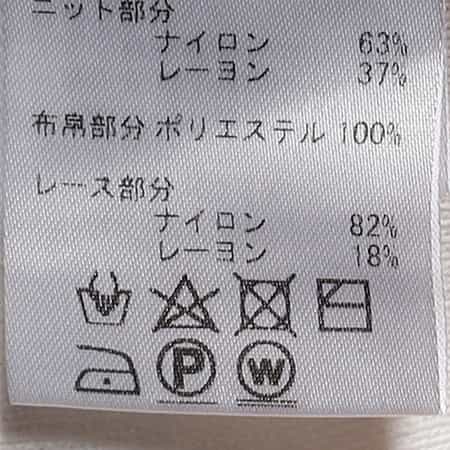 ニット部分
ナイロン 63%
レーヨン 37%
布帛部分 ポリエステル 100%
レース部分
ナイロン 82%
レーヨン 18%
P W